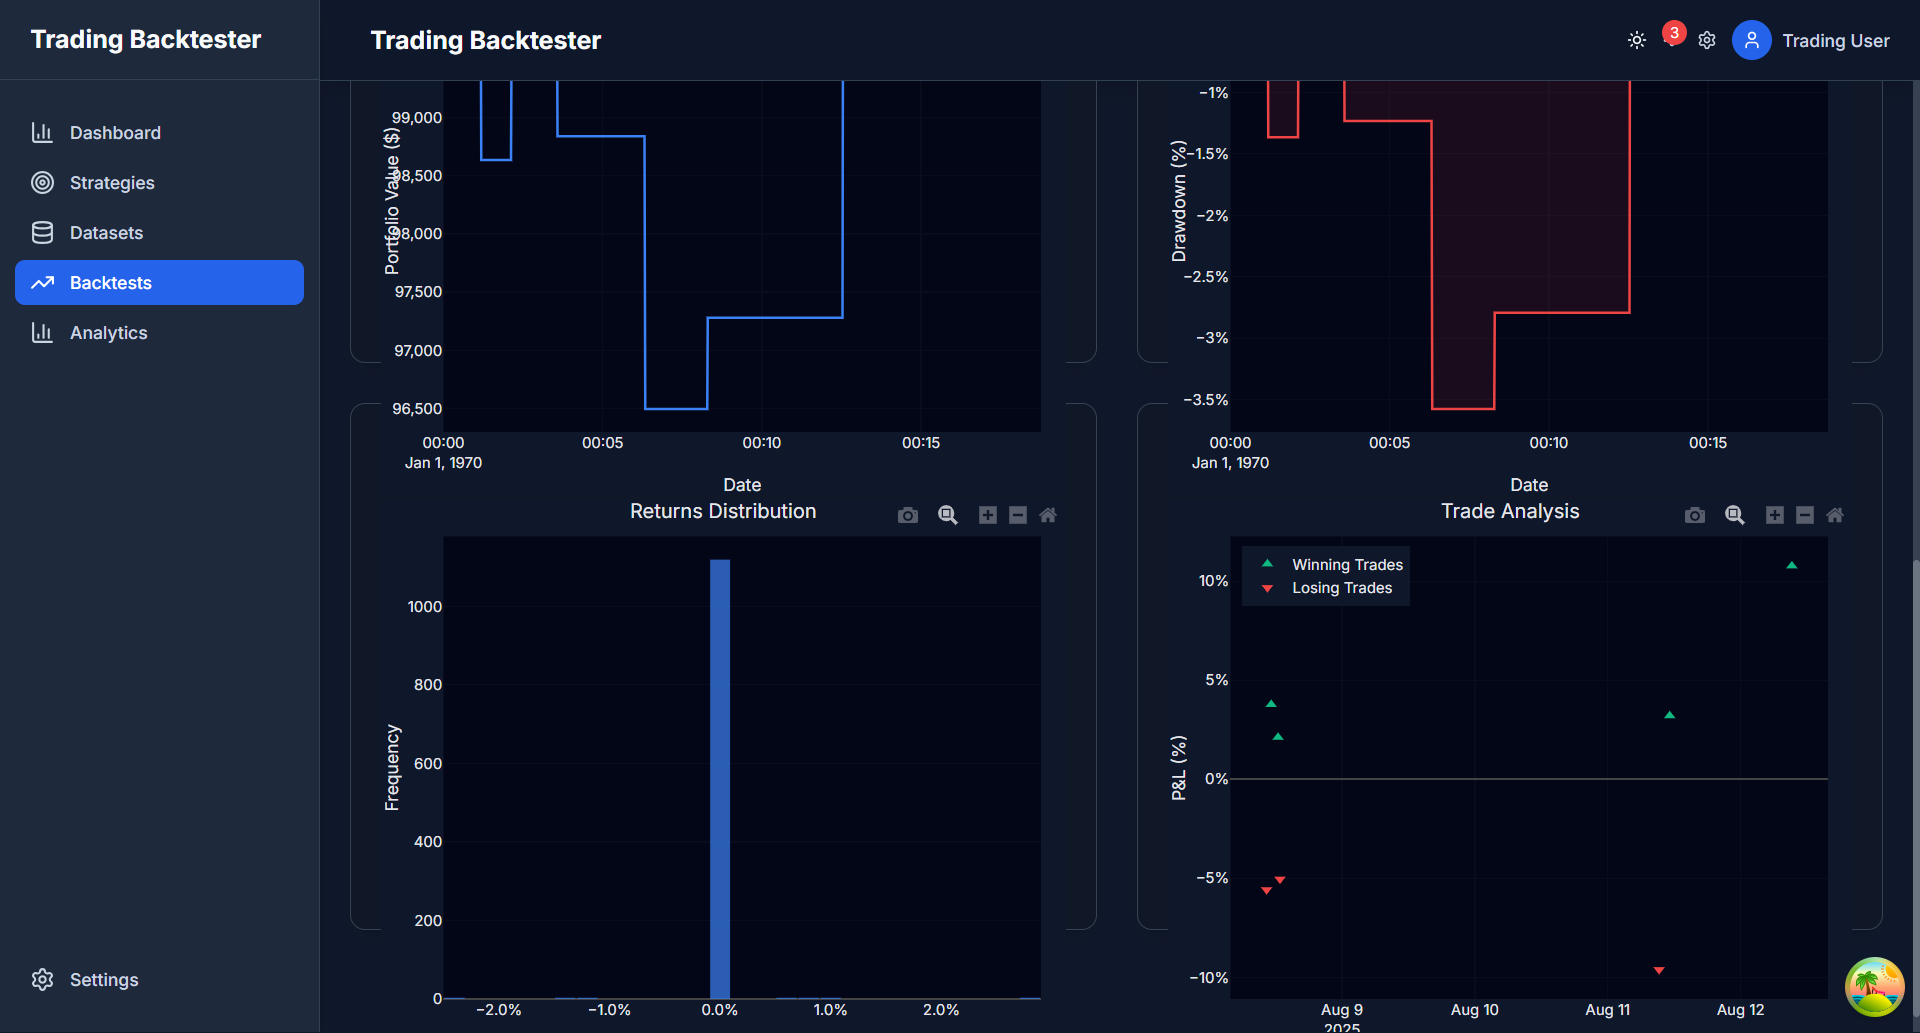 Trading Backtester
Trading Backtester
3
Trading User
Dashboard
Strategies
Datasets
Backtests
Analytics
Settings
Portfolio Value ($)
99,000
98,500
98,000
97,500
97,000
96,500
00:00
00:05
00:10
00:15
Jan 1, 1970
Date
Drawdown (%)
−1%
−1.5%
−2%
−2.5%
−3%
−3.5%
00:00
00:05
00:10
00:15
Jan 1, 1970
Date
Returns Distribution
Frequency
1000
800
600
400
200
0
−2.0%
−1.0%
0.0%
1.0%
2.0%
Trade Analysis
Winning Trades
Losing Trades
P&L (%)
10%
5%
0%
−5%
−10%
Aug 9
Aug 10
Aug 11
Aug 12
2025